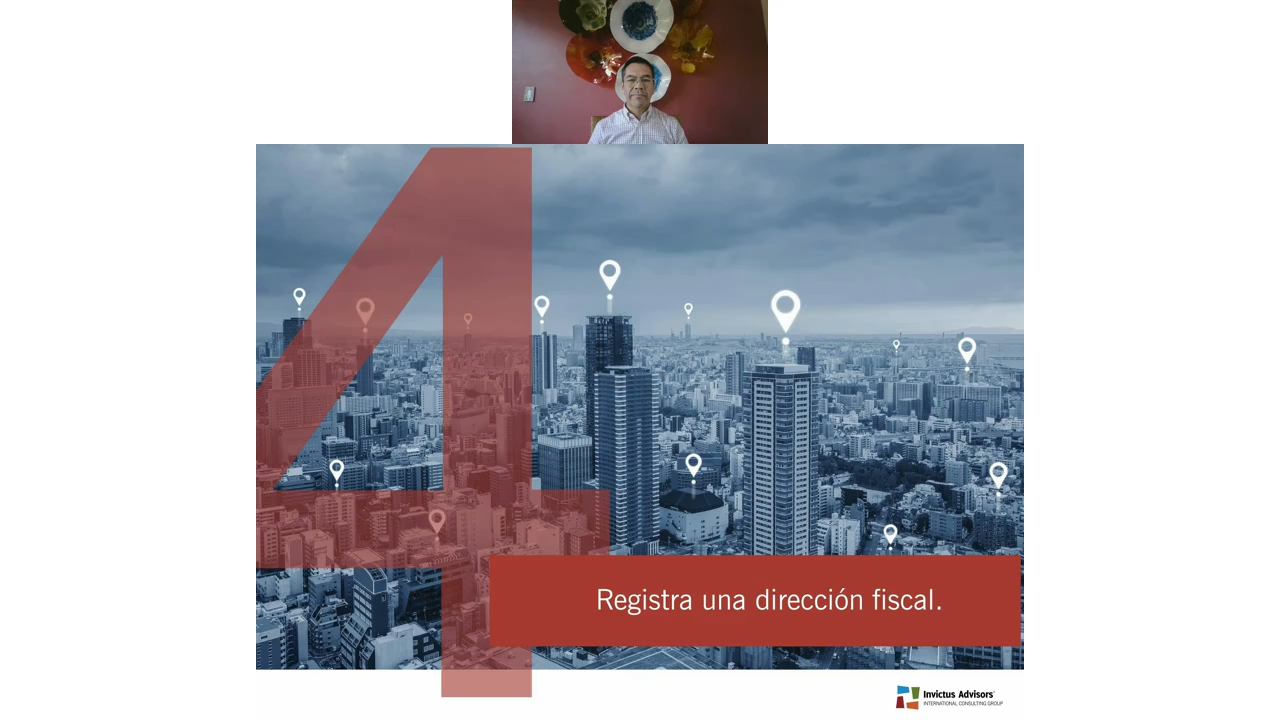 4
Registra una dirección fiscal.
Invictus Advisors
INTERNATIONAL CONSULTING GROUP